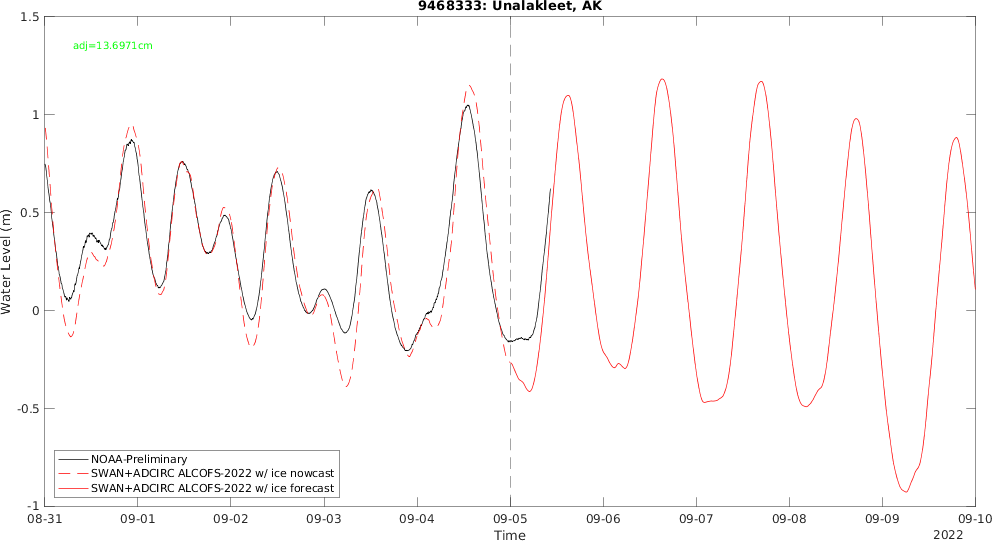 9468333: Unalakleet, AK
adj=13.6971cm
1.5
1
0.5
0
-0.5
-1
Water Level (m)
NOAA-Preliminary
SWAN+ADCIRC ALCOFS-2022 w/ ice nowcast
SWAN+ADCIRC ALCOFS-2022 w/ ice forecast
08-31 09-01 09-02 09-03 09-04 09-05 09-06 09-07 09-08 09-09 09-10
Time
2022